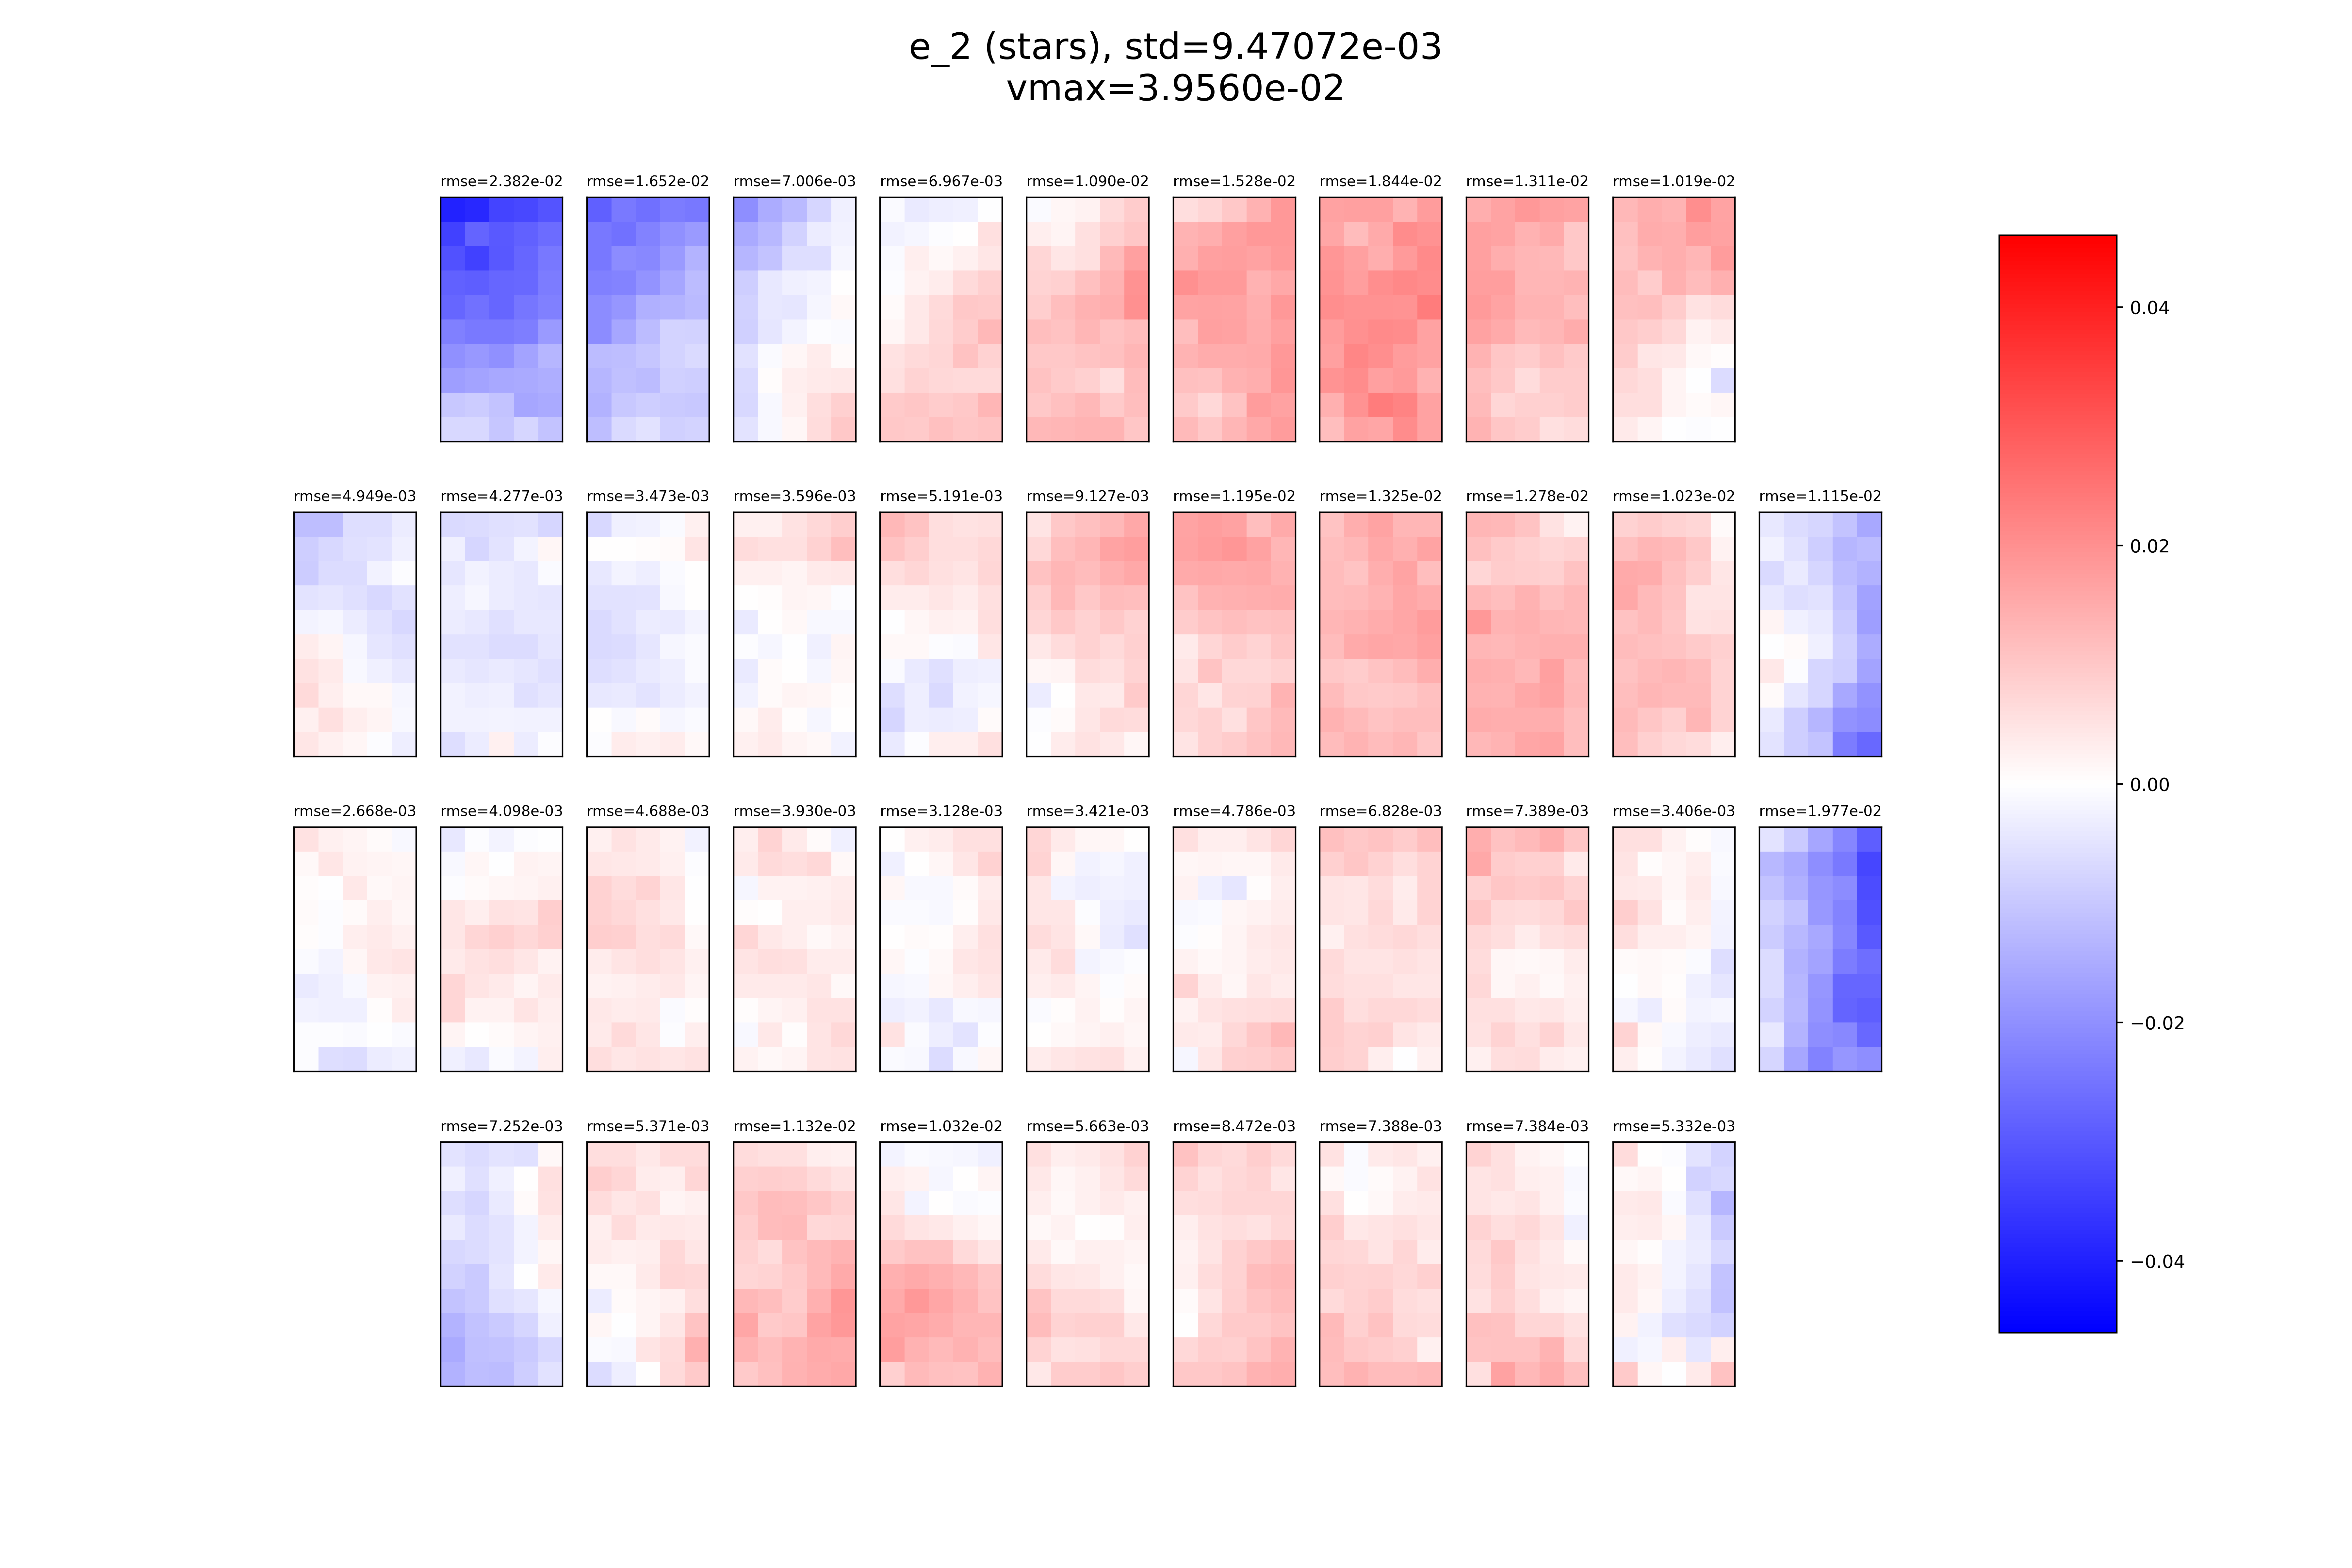 e_2 (stars), std=9.47072e-03
vmax=3.9560e-02
rmse=2.382e-02 rmse=1.652e-02 rmse=7.006e-03 rmse=6.967e-03 rmse=1.090e-02 rmse=1.528e-02 rmse=1.844e-02 rmse=1.311e-02 rmse=1.019e-02
rmse=4.949e-03 rmse=4.277e-03 rmse=3.473e-03 rmse=3.596e-03 rmse=5.191e-03 rmse=9.127e-03 rmse=1.195e-02 rmse=1.325e-02 rmse=1.278e-02 rmse=1.023e-02 rmse=1.115e-02
rmse=2.668e-03 rmse=4.098e-03 rmse=4.688e-03 rmse=3.930e-03 rmse=3.128e-03 rmse=3.421e-03 rmse=4.786e-03 rmse=6.828e-03 rmse=7.389e-03 rmse=3.406e-03 rmse=1.977e-02
rmse=7.252e-03 rmse=5.371e-03 rmse=1.132e-02 rmse=1.032e-02 rmse=5.663e-03 rmse=8.472e-03 rmse=7.388e-03 rmse=7.384e-03 rmse=5.332e-03
0.04
0.02
0.00
−0.02
−0.04